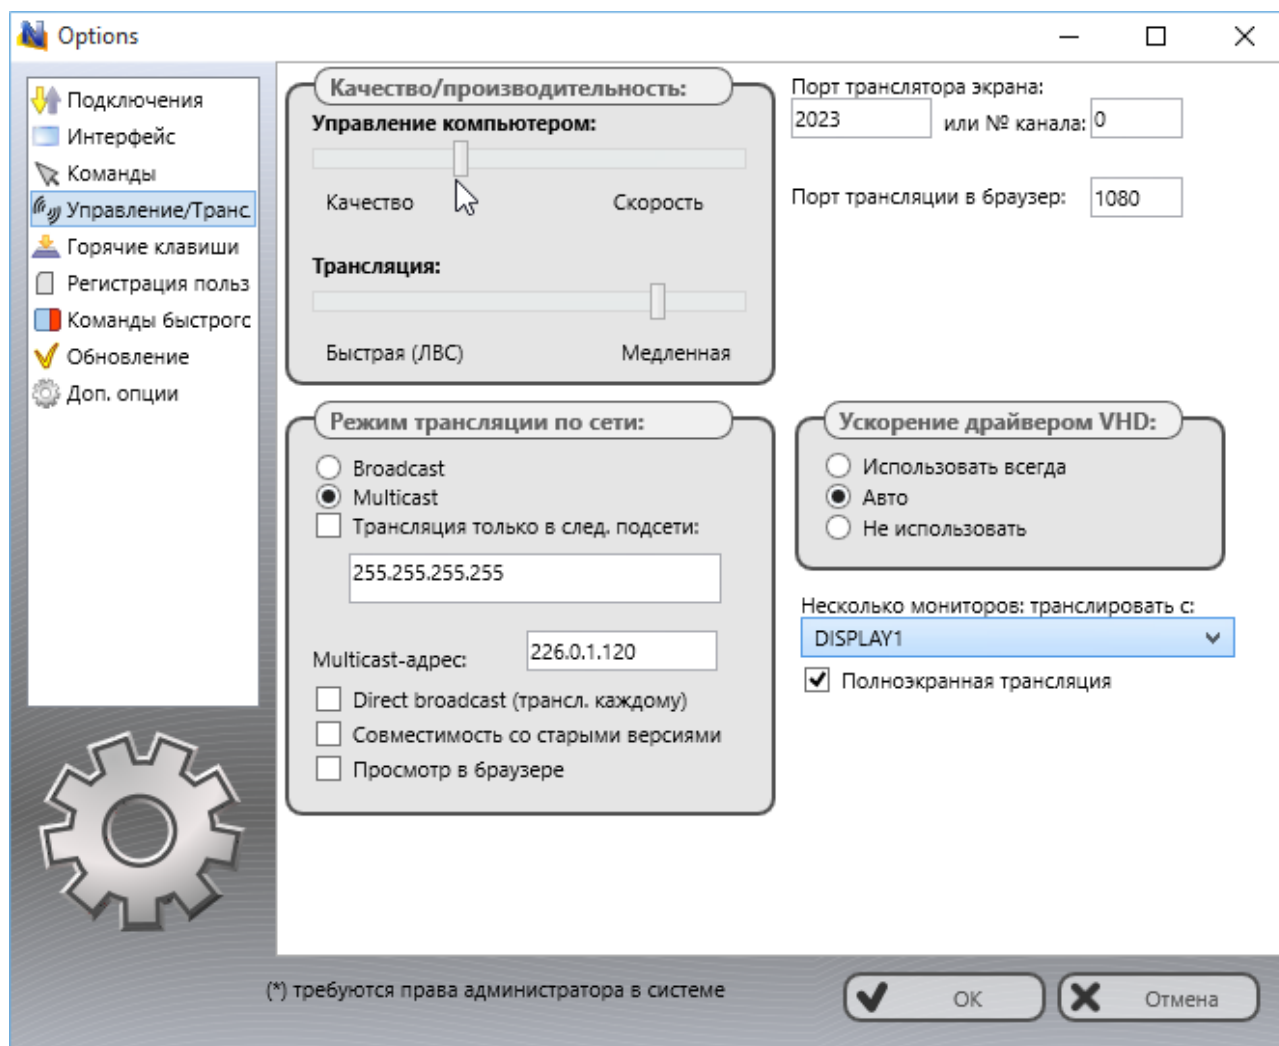 Options
Подключения
Интерфейс
Команды
Управление/Транс
Горячие клавиши
Регистрация польз
Команды быстрого
Обновление
Доп. опции
Качество/производительность:
Управление компьютером:
Качество Скорость
Трансляция:
Быстрая (ЛВС) Медленная
Порт транслятора экрана:
2023 или № канала: 0
Порт трансляции в браузер: 1080
Режим трансляции по сети:
Broadcast
Multicast
Трансляция только в след. подсети:
255.255.255.255
Multicast-адрес: 226.0.1.120
Direct broadcast (трансл. каждому)
Совместимость со старыми версиями
Просмотр в браузере
Ускорение драйвером VHD:
Использовать всегда
Авто
Не использовать
Несколько мониторов: транслировать с:
DISPLAY1
Полноэкранная трансляция
(*) требуются права администратора в системе
OK
Отмена